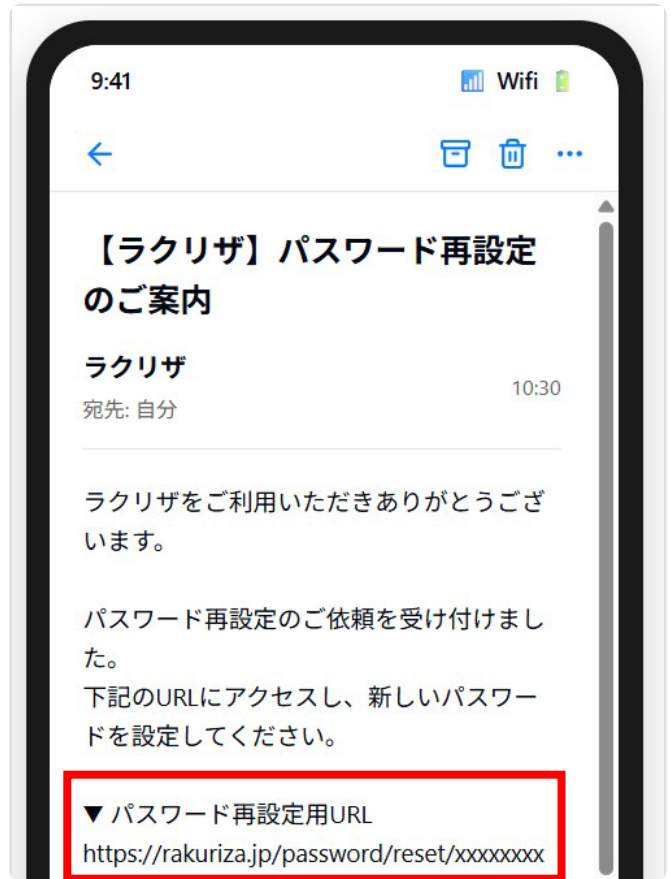 9:41
Wifi
【ラクリザ】パスワード再設定
のご案内
ラクリザ
10:30
宛先: 自分
ラクリザをご利用いただきありがとうござ
います。
パスワード再設定のご依頼を受け付けまし
た。
下記のURLにアクセスし、新しいパスワー
ドを設定してください。
▼ パスワード再設定用URL
https://rakuriza.jp/password/reset/xxxxxxxx